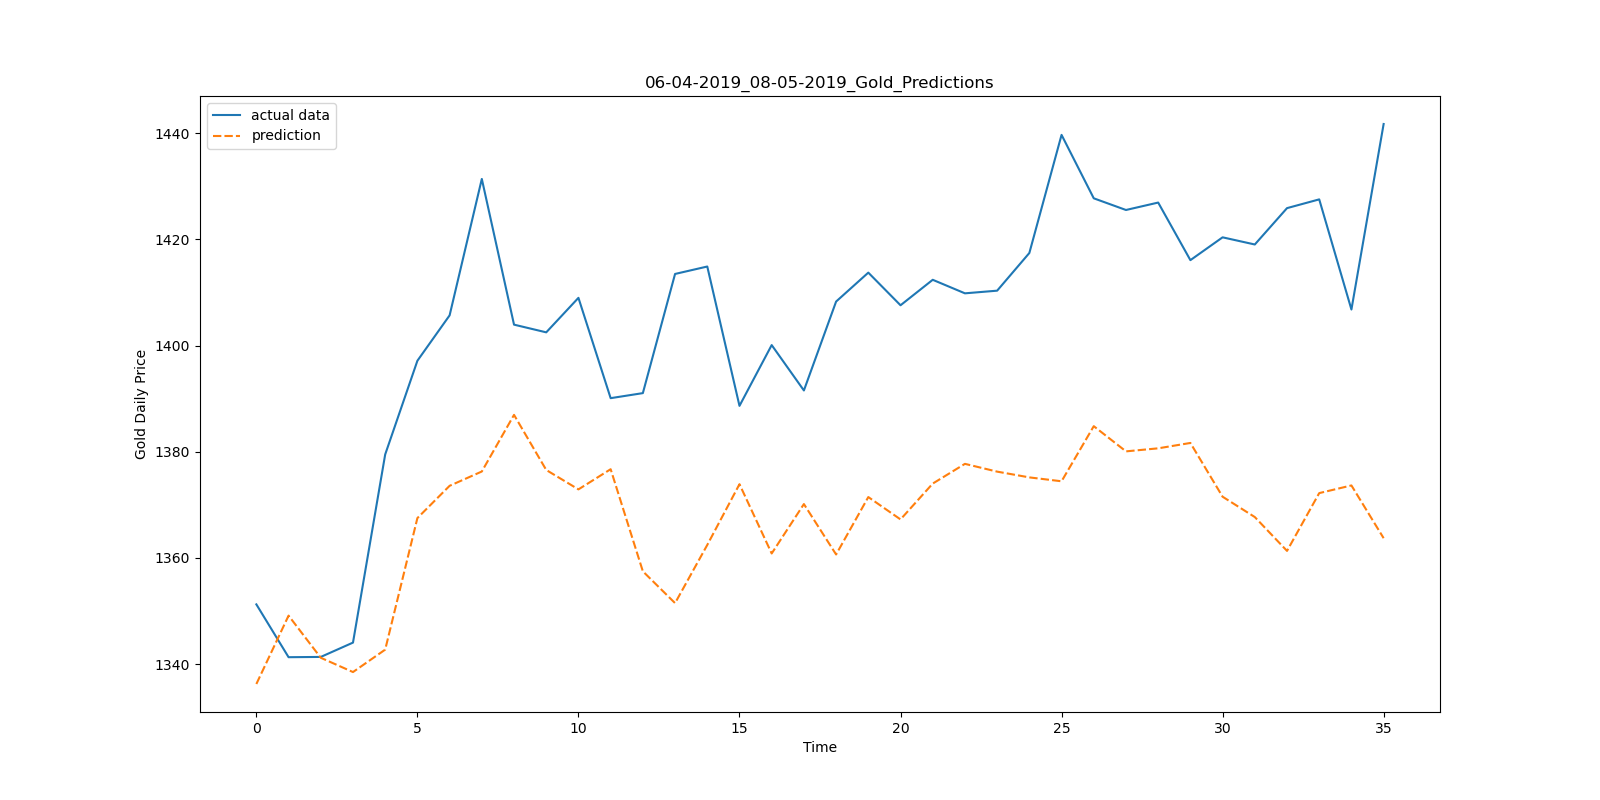 06-04-2019_08-05-2019_Gold_Predictions
actual data
prediction
1440
1420
1400
1380
1360
1340
Gold Daily Price
0 5 10 15 20 25 30 35
Time